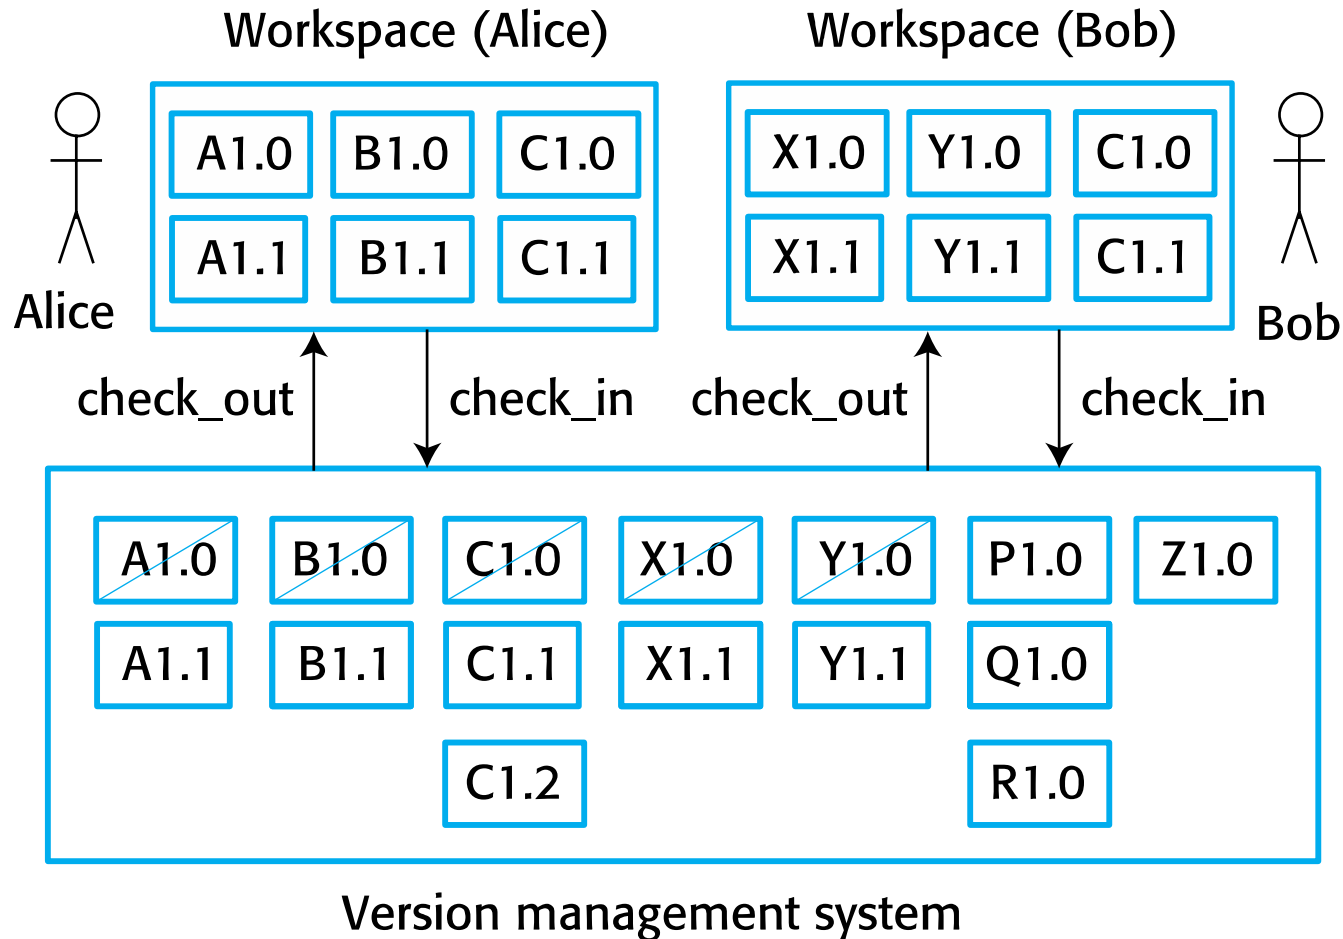 Workspace (Alice) Workspace (Bob)
A1.0 B1.0 C1.0 X1.0 Y1.0 C1.0
A1.1 B1.1 C1.1 X1.1 Y1.1 C1.1
Alice Bob
check_out check_in check_out check_in
A1.0 B1.0 C1.0 X1.0 Y1.0 P1.0 Z1.0
A1.1 B1.1 C1.1 X1.1 Y1.1 Q1.0
C1.2 R1.0
Version management system